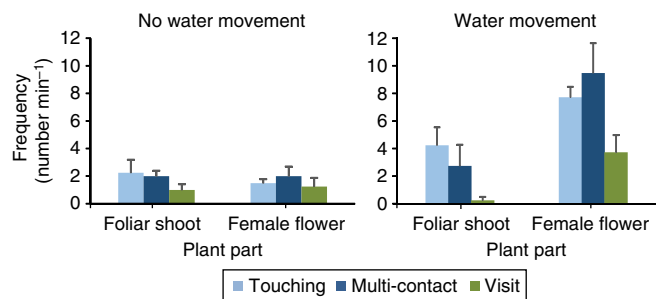 No water movement
Water movement
Frequency
(number min–1)
12
10
8
6
4
2
0
Foliar shoot Female flower
Plant part
12
10
8
6
4
2
0
Foliar shoot Female flower
Plant part
Touching Multi-contact Visit